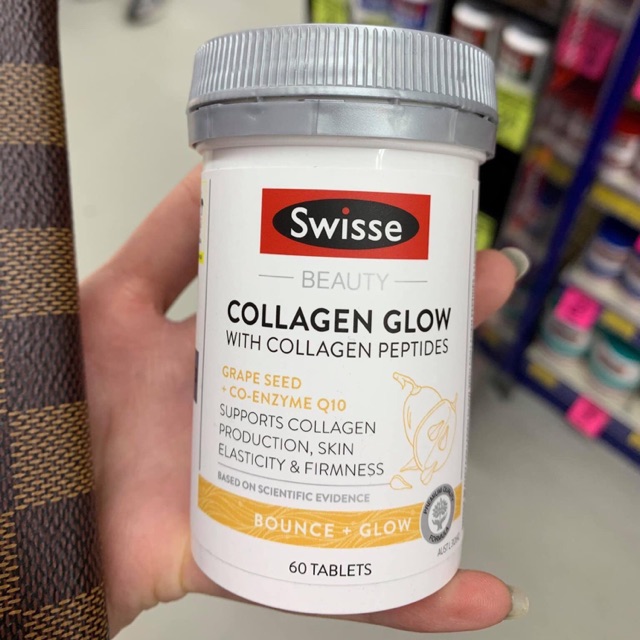 Swisse
BEAUTY
COLLAGEN GLOW
WITH COLLAGEN PEPTIDES
GRAPE SEED
+ CO-ENZYME Q10
SUPPORTS COLLAGEN
PRODUCTION, SKIN
ELASTICITY & FIRMNESS
BASED ON SCIENTIFIC EVIDENCE
BOUNCE + GLOW
60 TABLETS